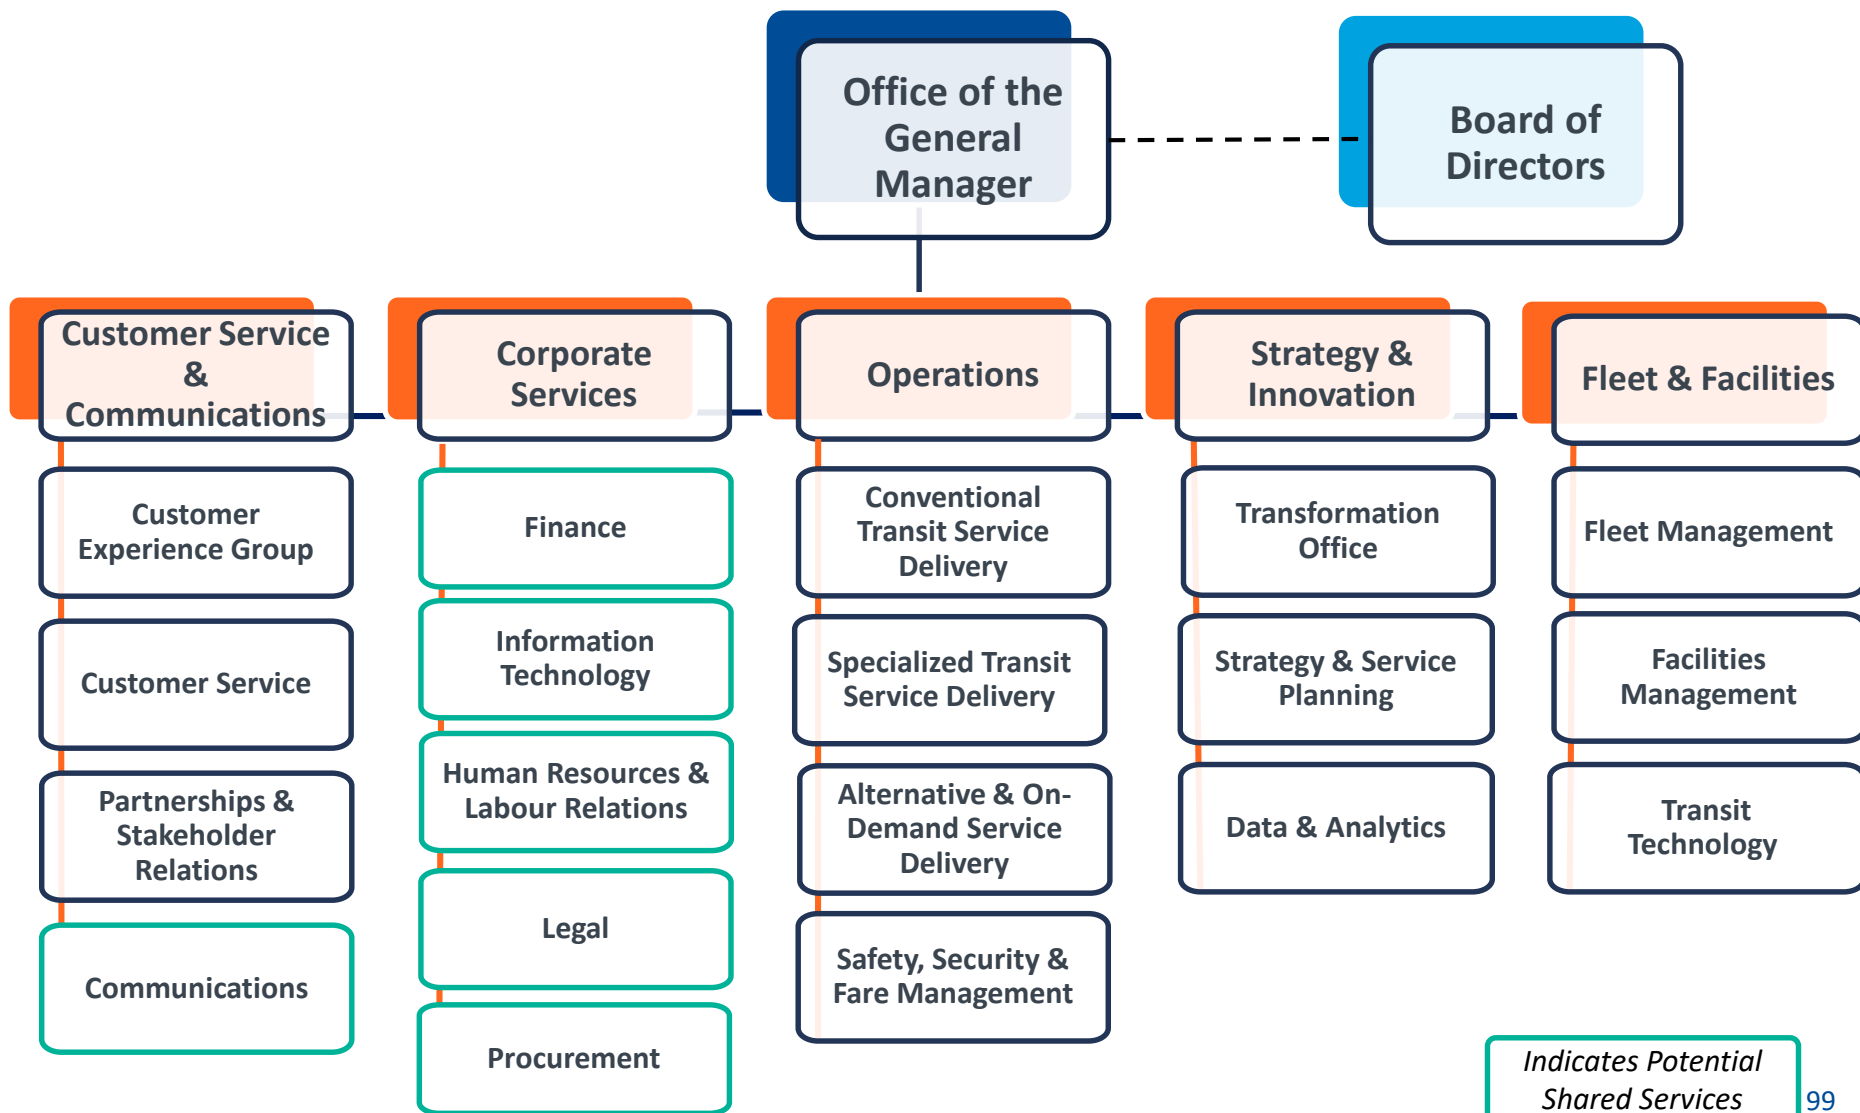 Office of the
General
Manager
Board of
Directors
Customer Service
&
Communications
Corporate
Services
Operations
Strategy &
Innovation
Fleet & Facilities
Customer
Experience Group
Customer Service
Partnerships &
Stakeholder
Relations
Communications
Finance
Information
Technology
Human Resources &
Labour Relations
Legal
Procurement
Conventional
Transit Service
Delivery
Specialized Transit
Service Delivery
Alternative & On-
Demand Service
Delivery
Safety, Security &
Fare Management
Transformation
Office
Strategy & Service
Planning
Data & Analytics
Fleet Management
Facilities
Management
Transit
Technology
Indicates Potential
Shared Services
99